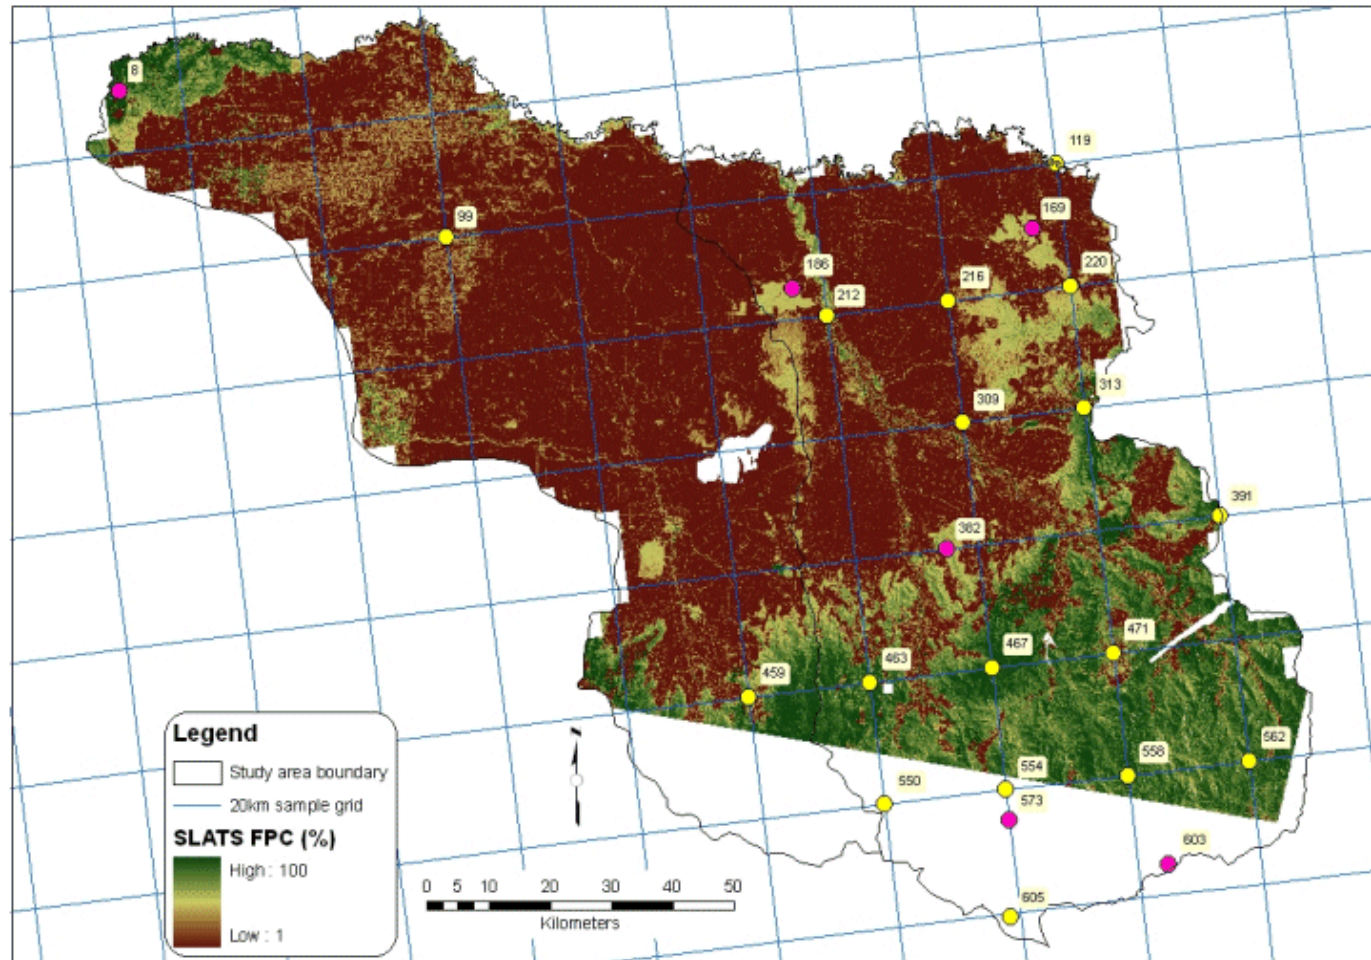 8
119
99
169
186
220
216
212
313
309
391
382
471
467
463
459
562
558
554
550
573
603
605
Legend
Study area boundary
20km sample grid
SLATS FPC (%)
High : 100
Low : 1
0 5 10 20 30 40 50
Kilometers